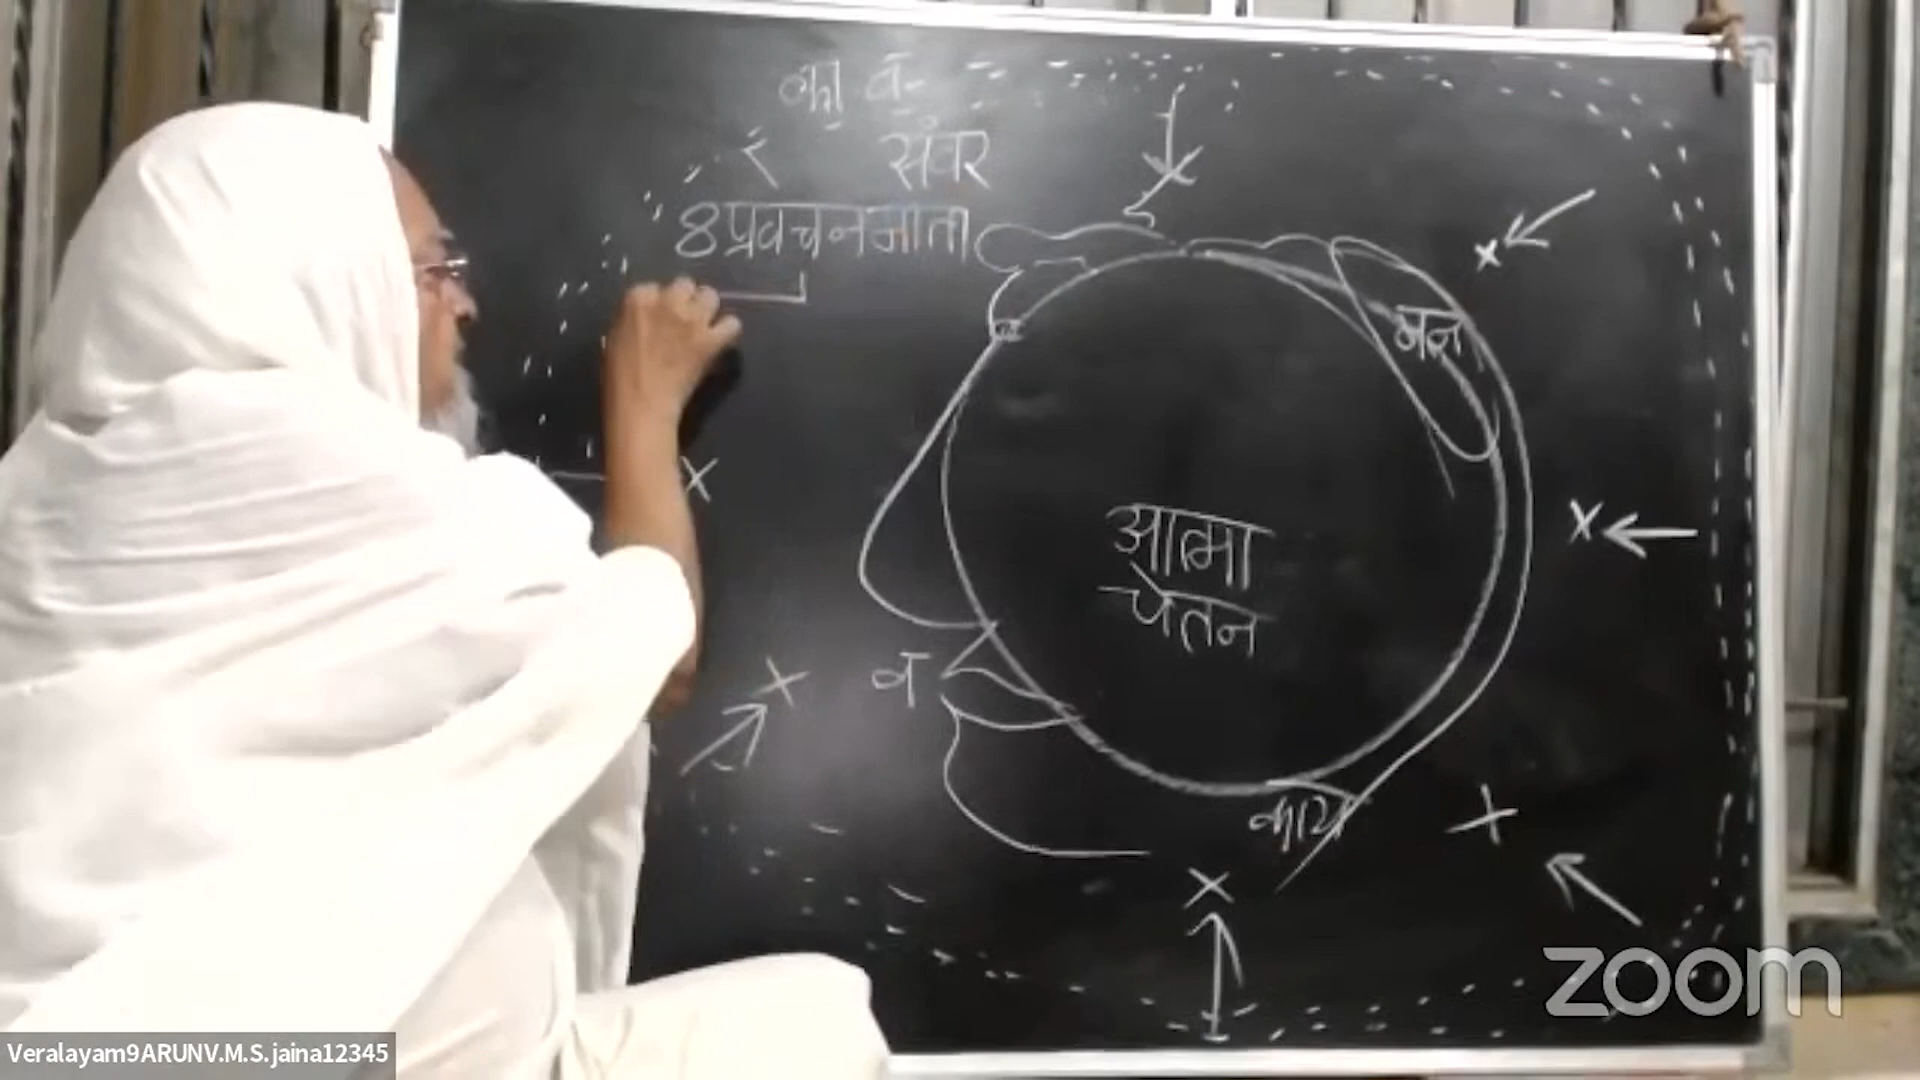 का व-
संवर
8 प्रवचनमाता
मन
आत्मा
चेतन
व
काय
zoom
Veralayam9ARUNV.M.S.jaina12345